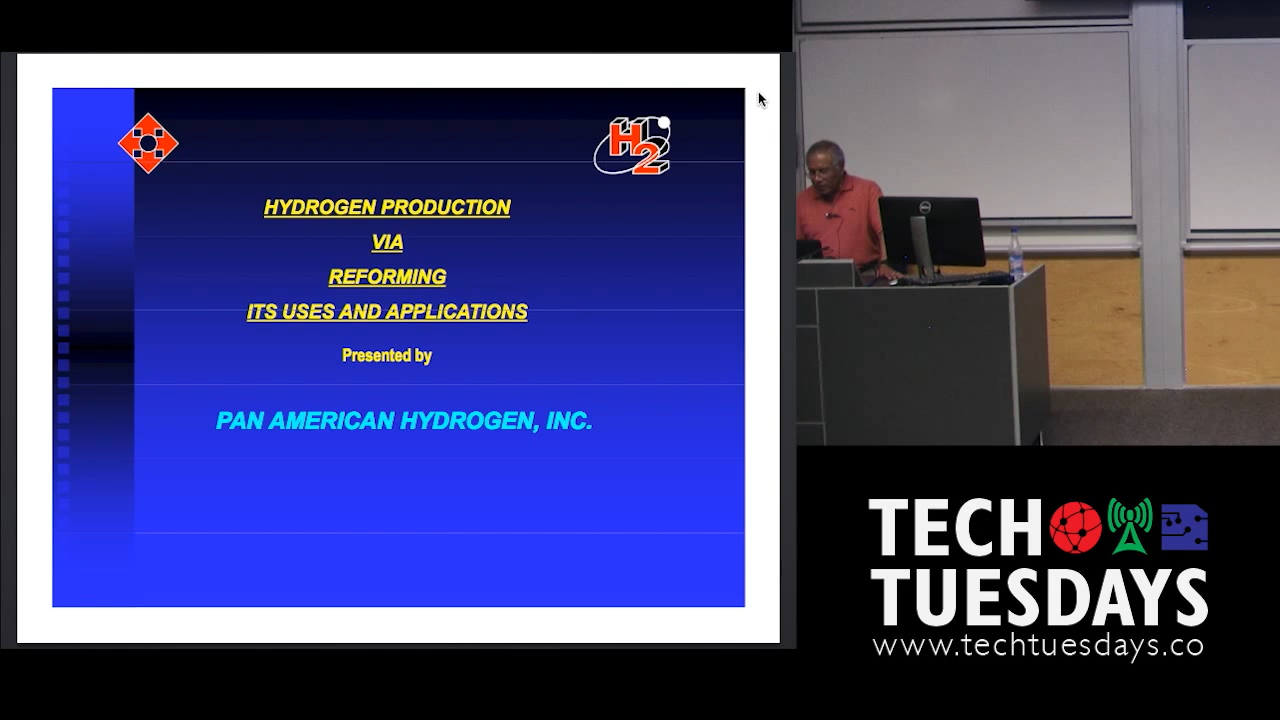 H2
HYDROGEN PRODUCTION
VIA
REFORMING
ITS USES AND APPLICATIONS
Presented by
PAN AMERICAN HYDROGEN, INC.
DELL
TECH
TUESDAYS
www.techtuesdays.co